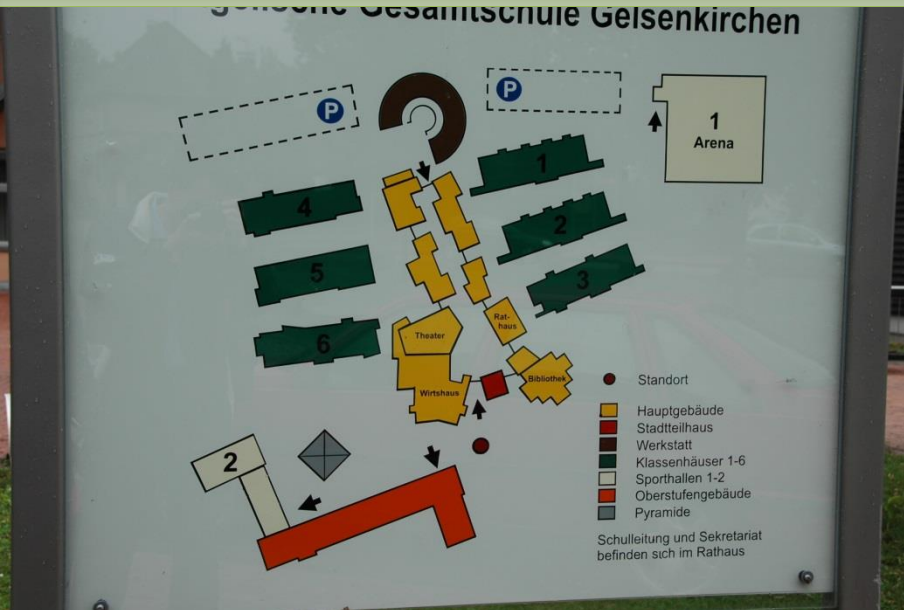 Gesamtschule Gelsenkirchen
P
P
1
Arena
1
4
2
5
3
6
Rat-
haus
Theater
Wirtshaus
Bibliothek
2
Standort
Hauptgebäude
Stadtteilhaus
Werkstatt
Klassenhäuser 1-6
Sporthallen 1-2
Oberstufengebäude
Pyramide
Schulleitung und Sekretariat
befinden sich im Rathaus